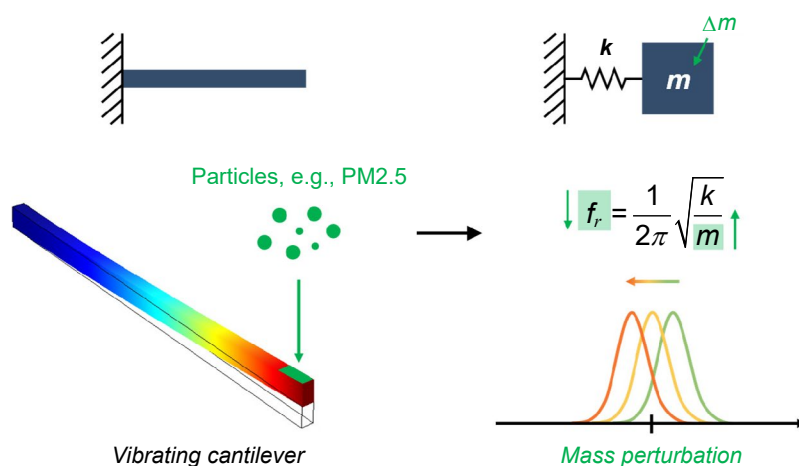 Δm
k
m
Particles, e.g., PM2.5
f_r = 1/2π √k/m
Vibrating cantilever
Mass perturbation